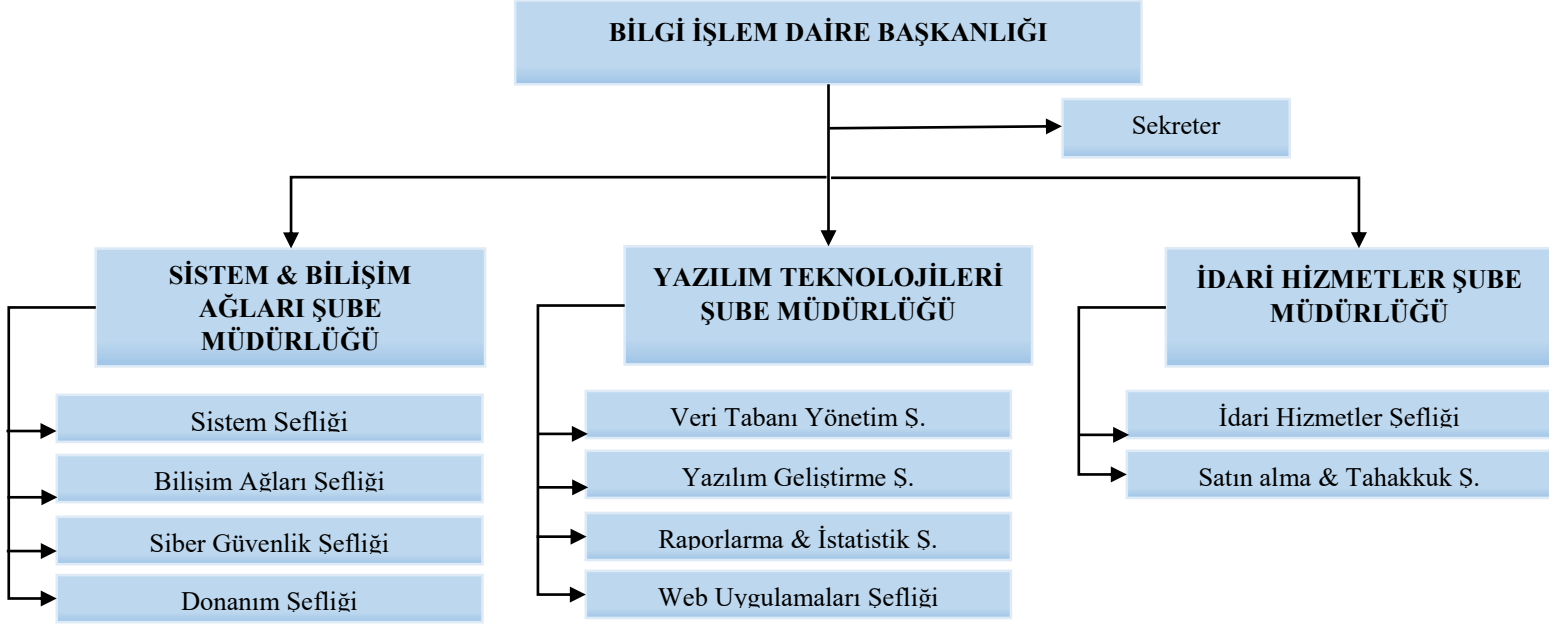 BİLGİ İŞLEM DAİRE BAŞKANLIĞI
Sekreter
SİSTEM & BİLİŞİM
AĞLARI ŞUBE
MÜDÜRLÜĞÜ
Sistem Şefliği
Bilişim Ağları Şefliği
Siber Güvenlik Şefliği
Donanım Şefliği
YAZILIM TEKNOLOJİLERİ
ŞUBE MÜDÜRLÜĞÜ
Veri Tabanı Yönetim Ş.
Yazılım Geliştirme Ş.
Raporlarma & İstatistik Ş.
Web Uygulamaları Şefliği
İDARİ HİZMETLER ŞUBE
MÜDÜRLÜĞÜ
İdari Hizmetler Şefliği
Satın alma & Tahakkuk Ş.